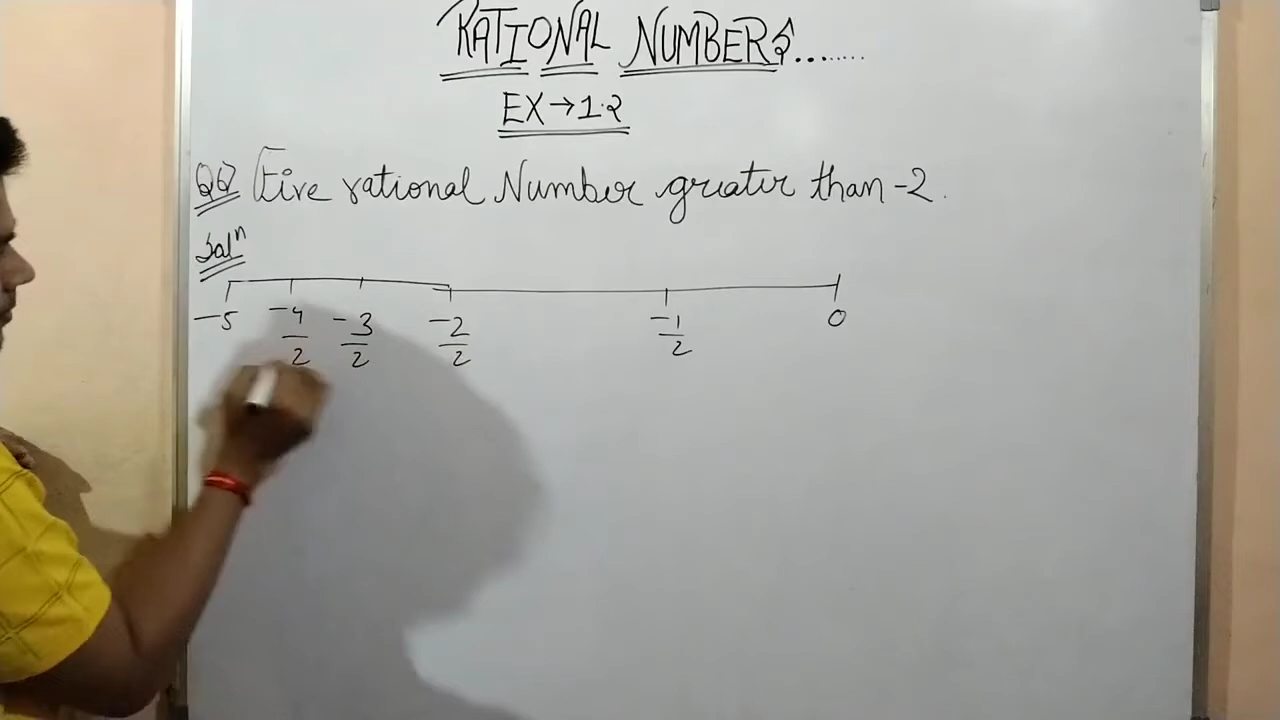 RATIONAL NUMBERS........
EX→1.2
Q6 Five rational Number greater than -2.
Solⁿ
-5 -4/2 -3/2 -2/2 -1/2 0